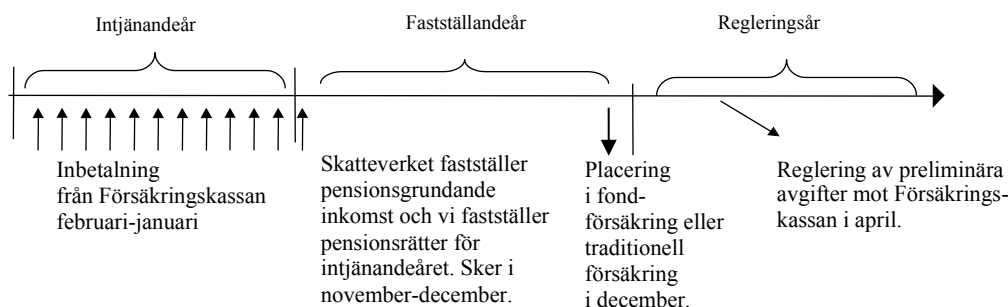 Intjänandeår
Fastställandeår
Regleringsår
Inbetalning
från Försäkringskassan
februari-januari
Skatteverket fastställer
pensionsgrundande
inkomst och vi fastställer
pensionsrätter för
intjänandeåret. Sker i
november-december.
Placering
i fond-
försäkring eller
traditionell
försäkring
i december.
Reglering av preliminära
avgifter mot Försäkrings-
kassan i april.